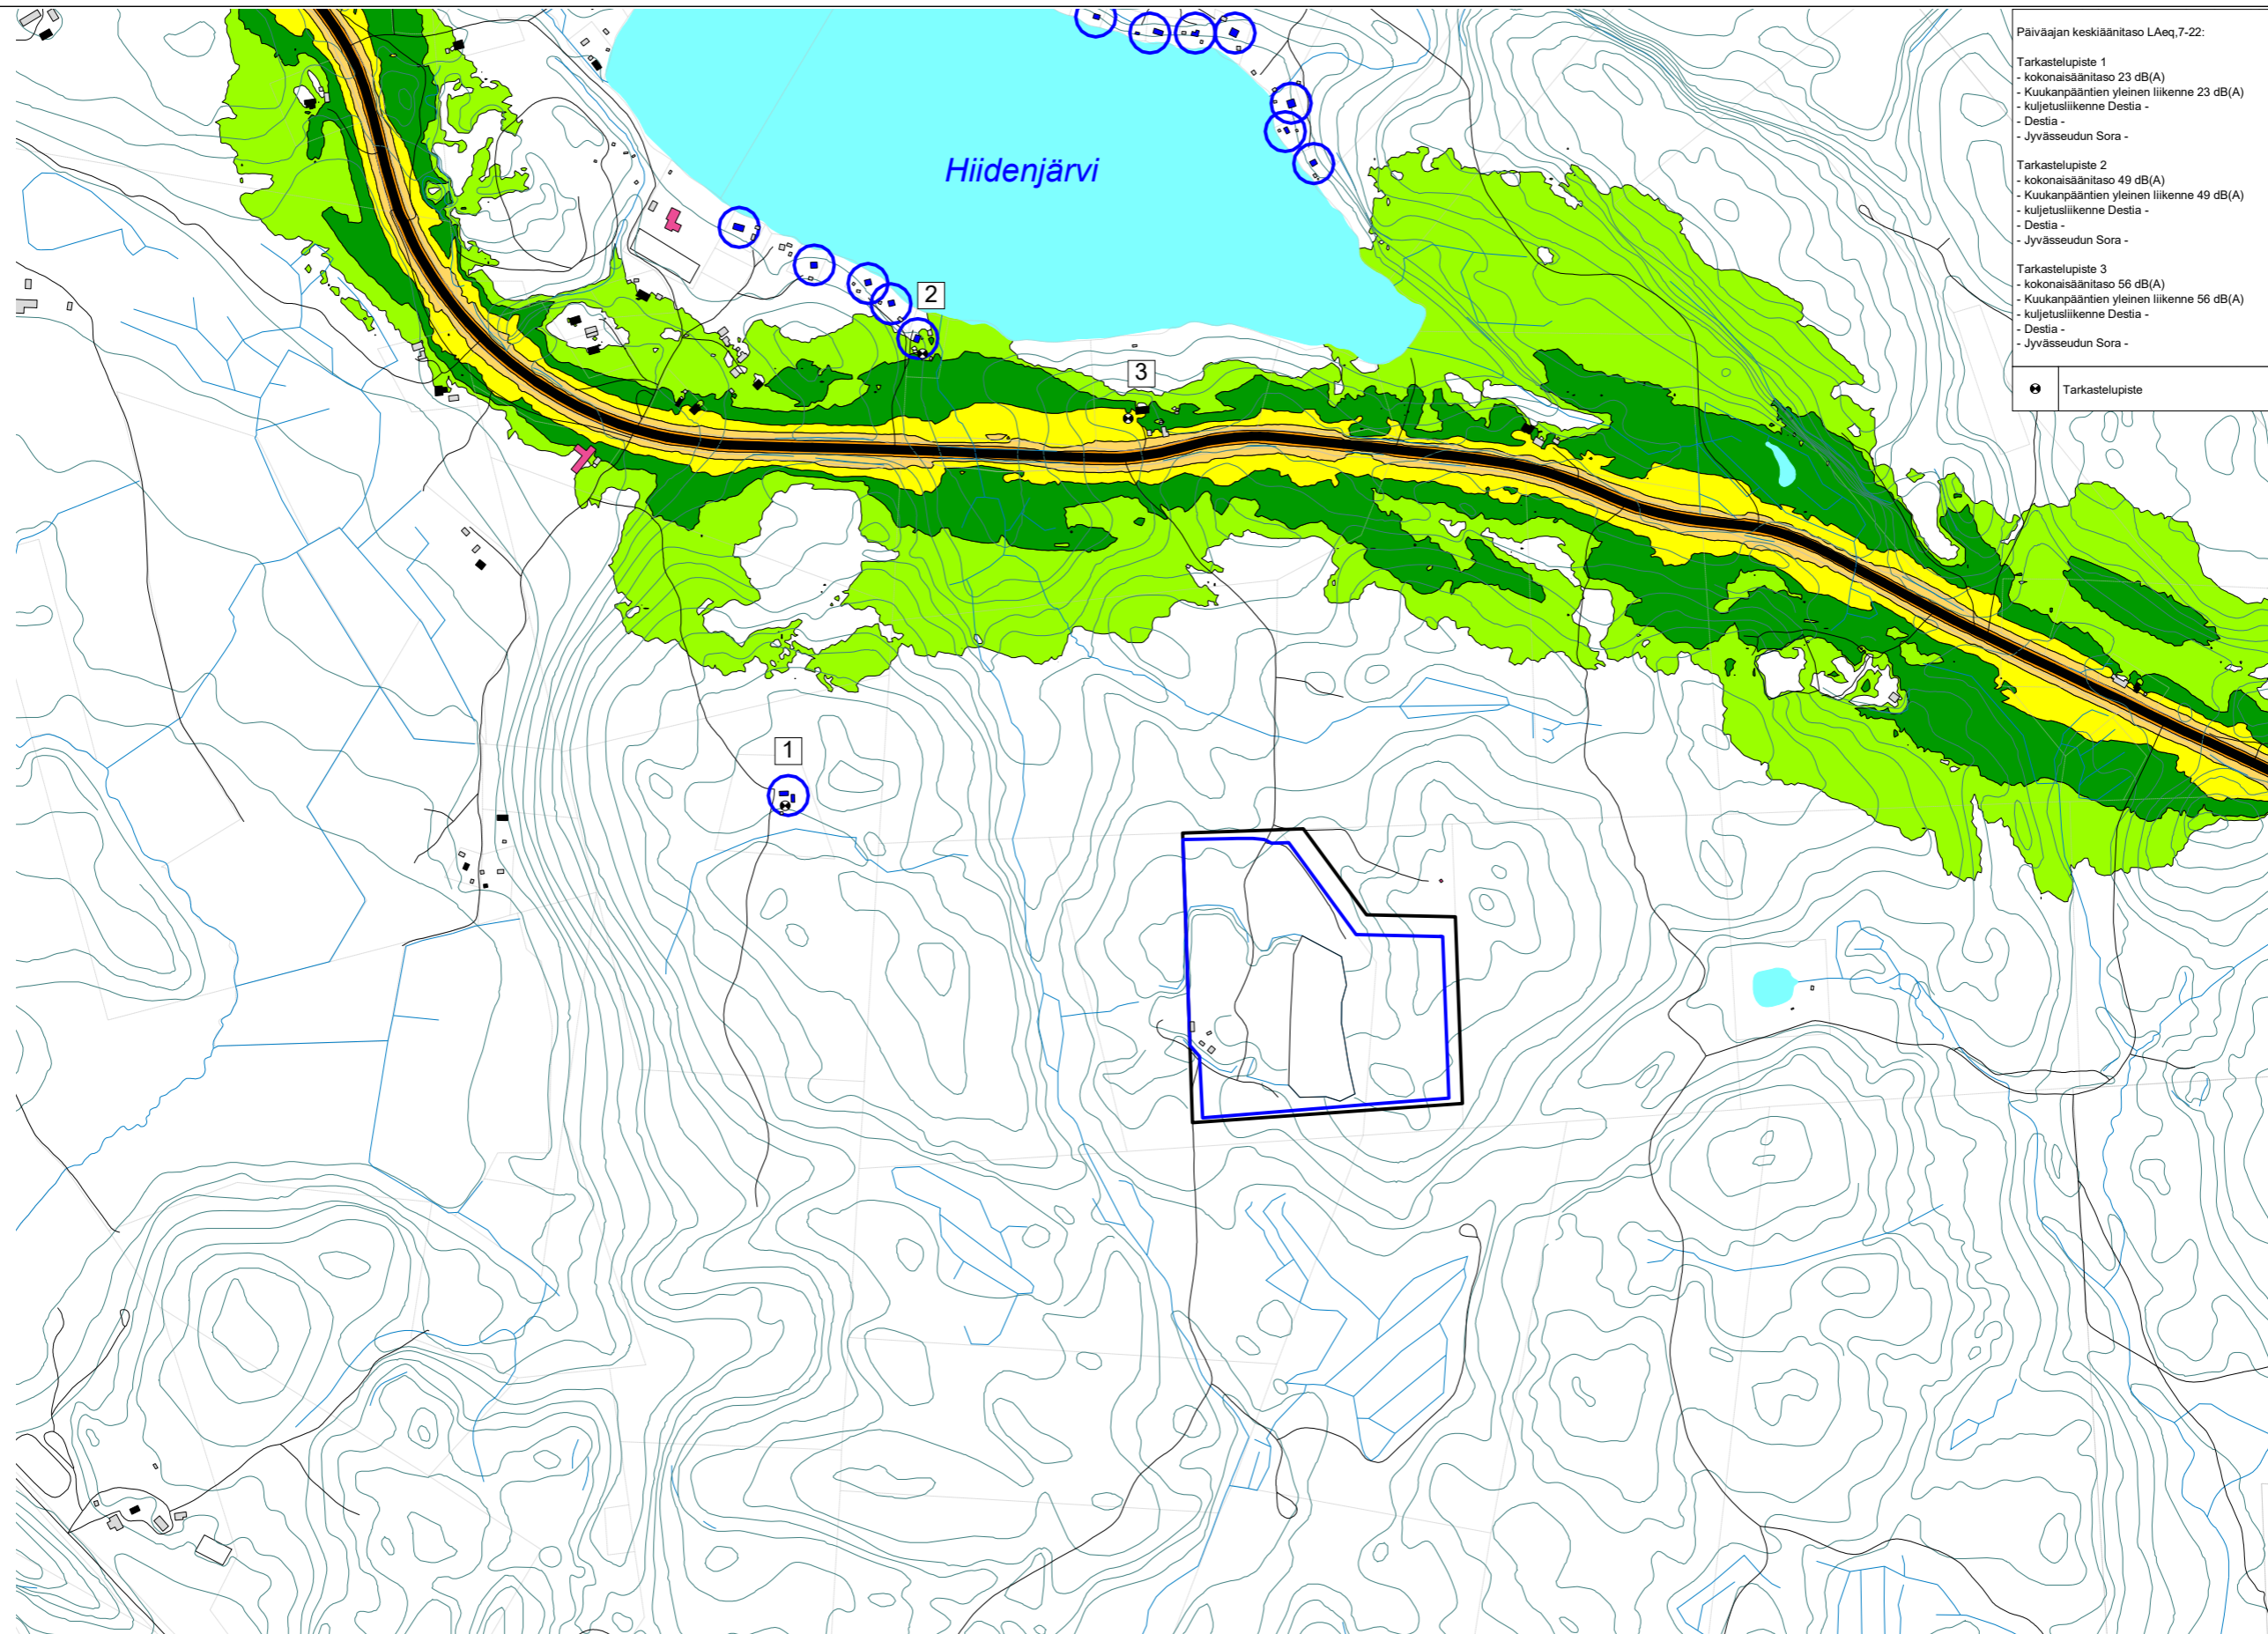 Päiväajan keskiäänitaso LAeq,7-22:
Tarkastelupiste 1
- kokonaisäänitaso 23 dB(A)
- Kuukanpääntien yleinen liikenne 23 dB(A)
- kuljetusliikenne Destia -
- Destia -
- Jyvässeudun Sora -
Tarkastelupiste 2
- kokonaisäänitaso 49 dB(A)
- Kuukanpääntien yleinen liikenne 49 dB(A)
- kuljetusliikenne Destia -
- Destia -
- Jyvässeudun Sora -
Tarkastelupiste 3
- kokonaisäänitaso 56 dB(A)
- Kuukanpääntien yleinen liikenne 56 dB(A)
- kuljetusliikenne Destia -
- Destia -
- Jyvässeudun Sora -
Tarkastelupiste
Hiidenjärvi
2
3
1